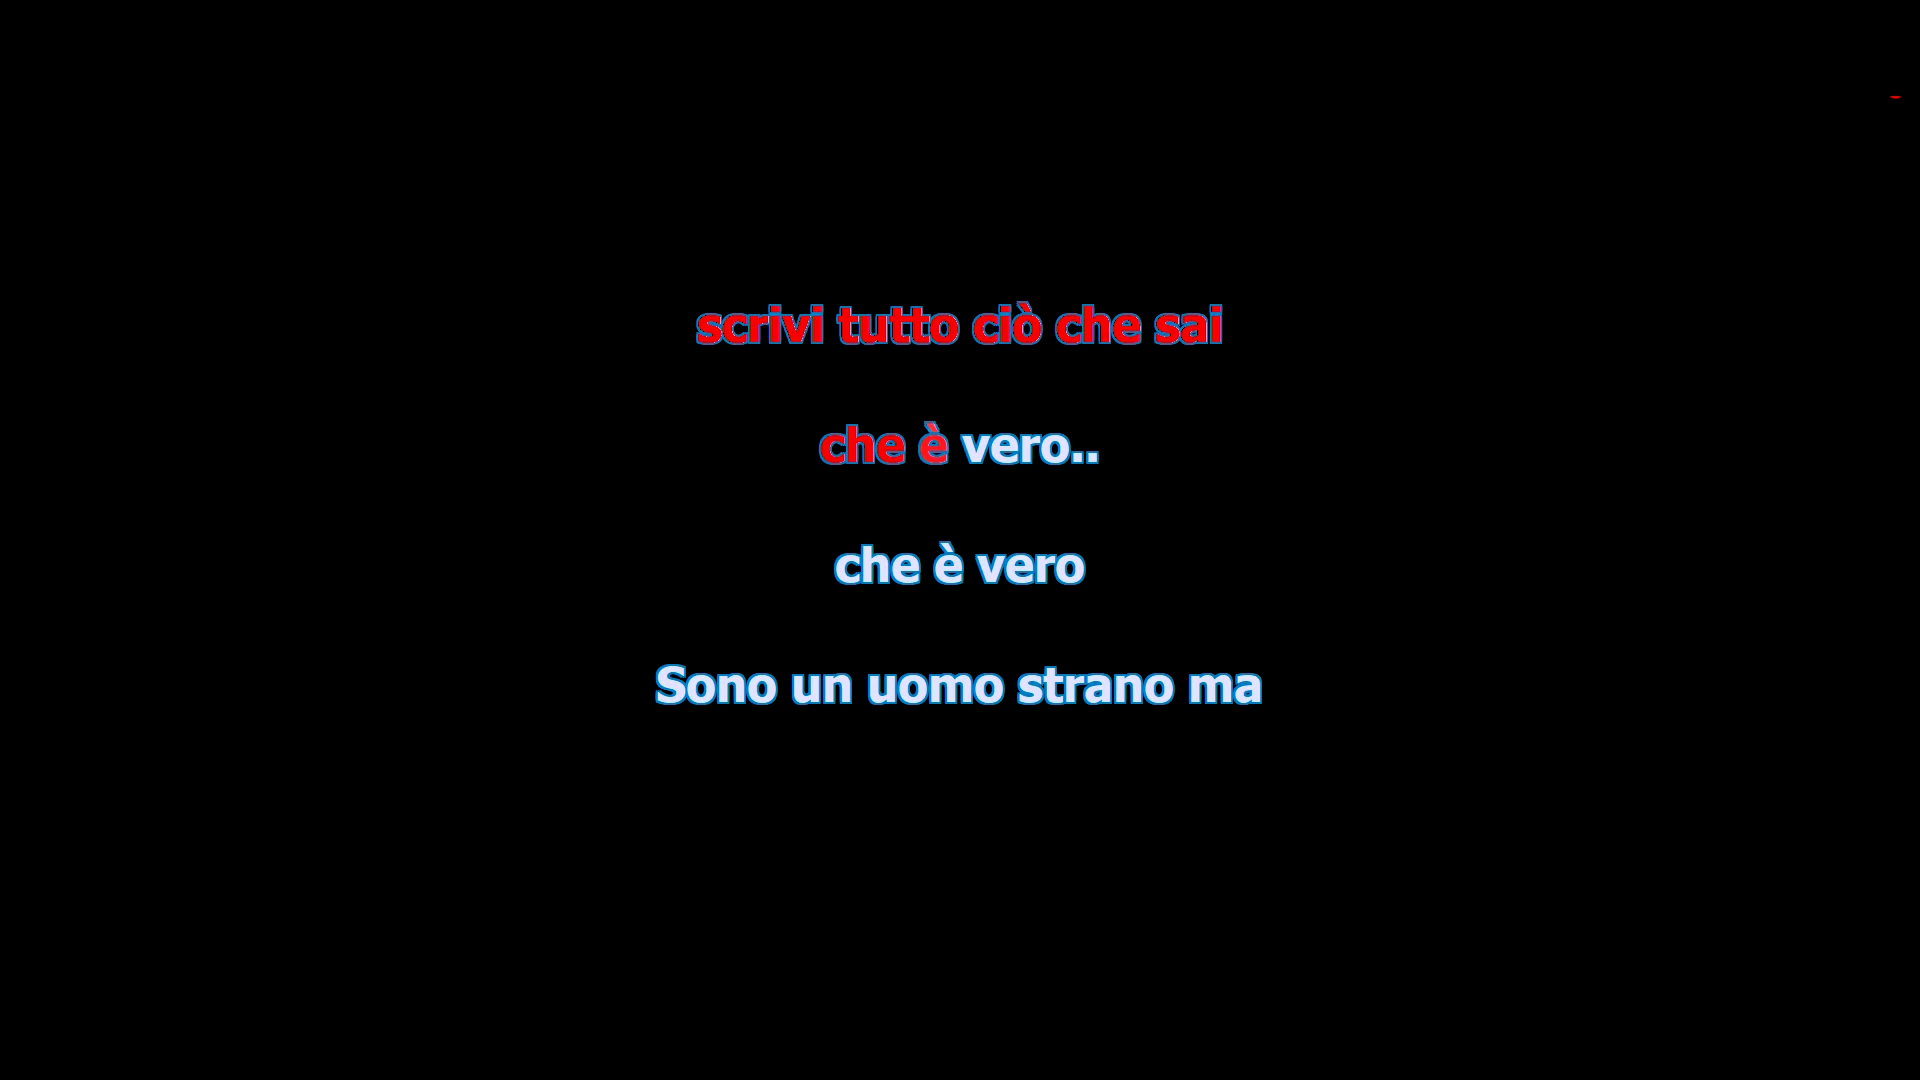 scrivi tutto ciò che sai
che è vero..
che è vero
Sono un uomo strano ma